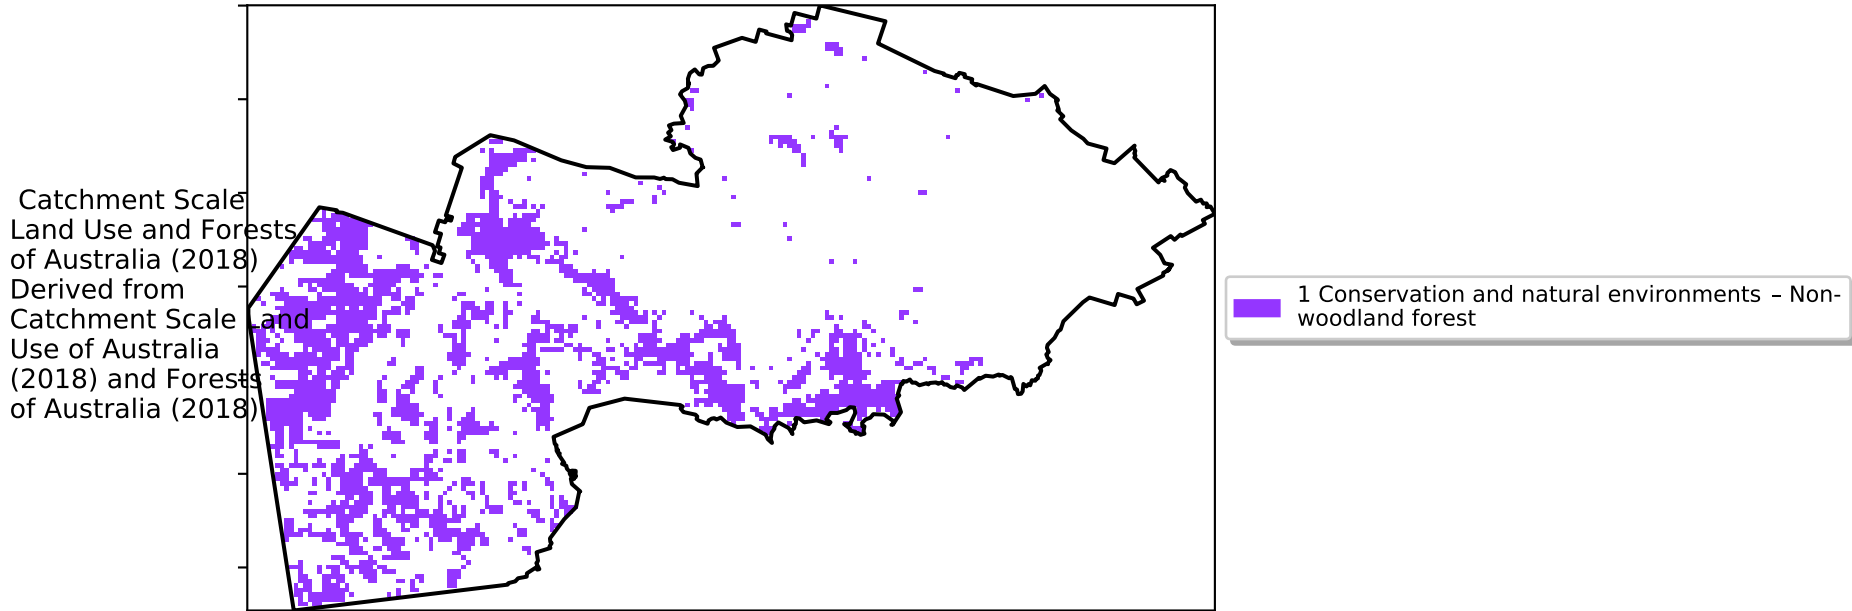 Catchment Scale
Land Use and Forests
of Australia (2018)
Derived from
Catchment Scale Land
Use of Australia
(2018) and Forests
of Australia (2018)
1 Conservation and natural environments – Non-
woodland forest